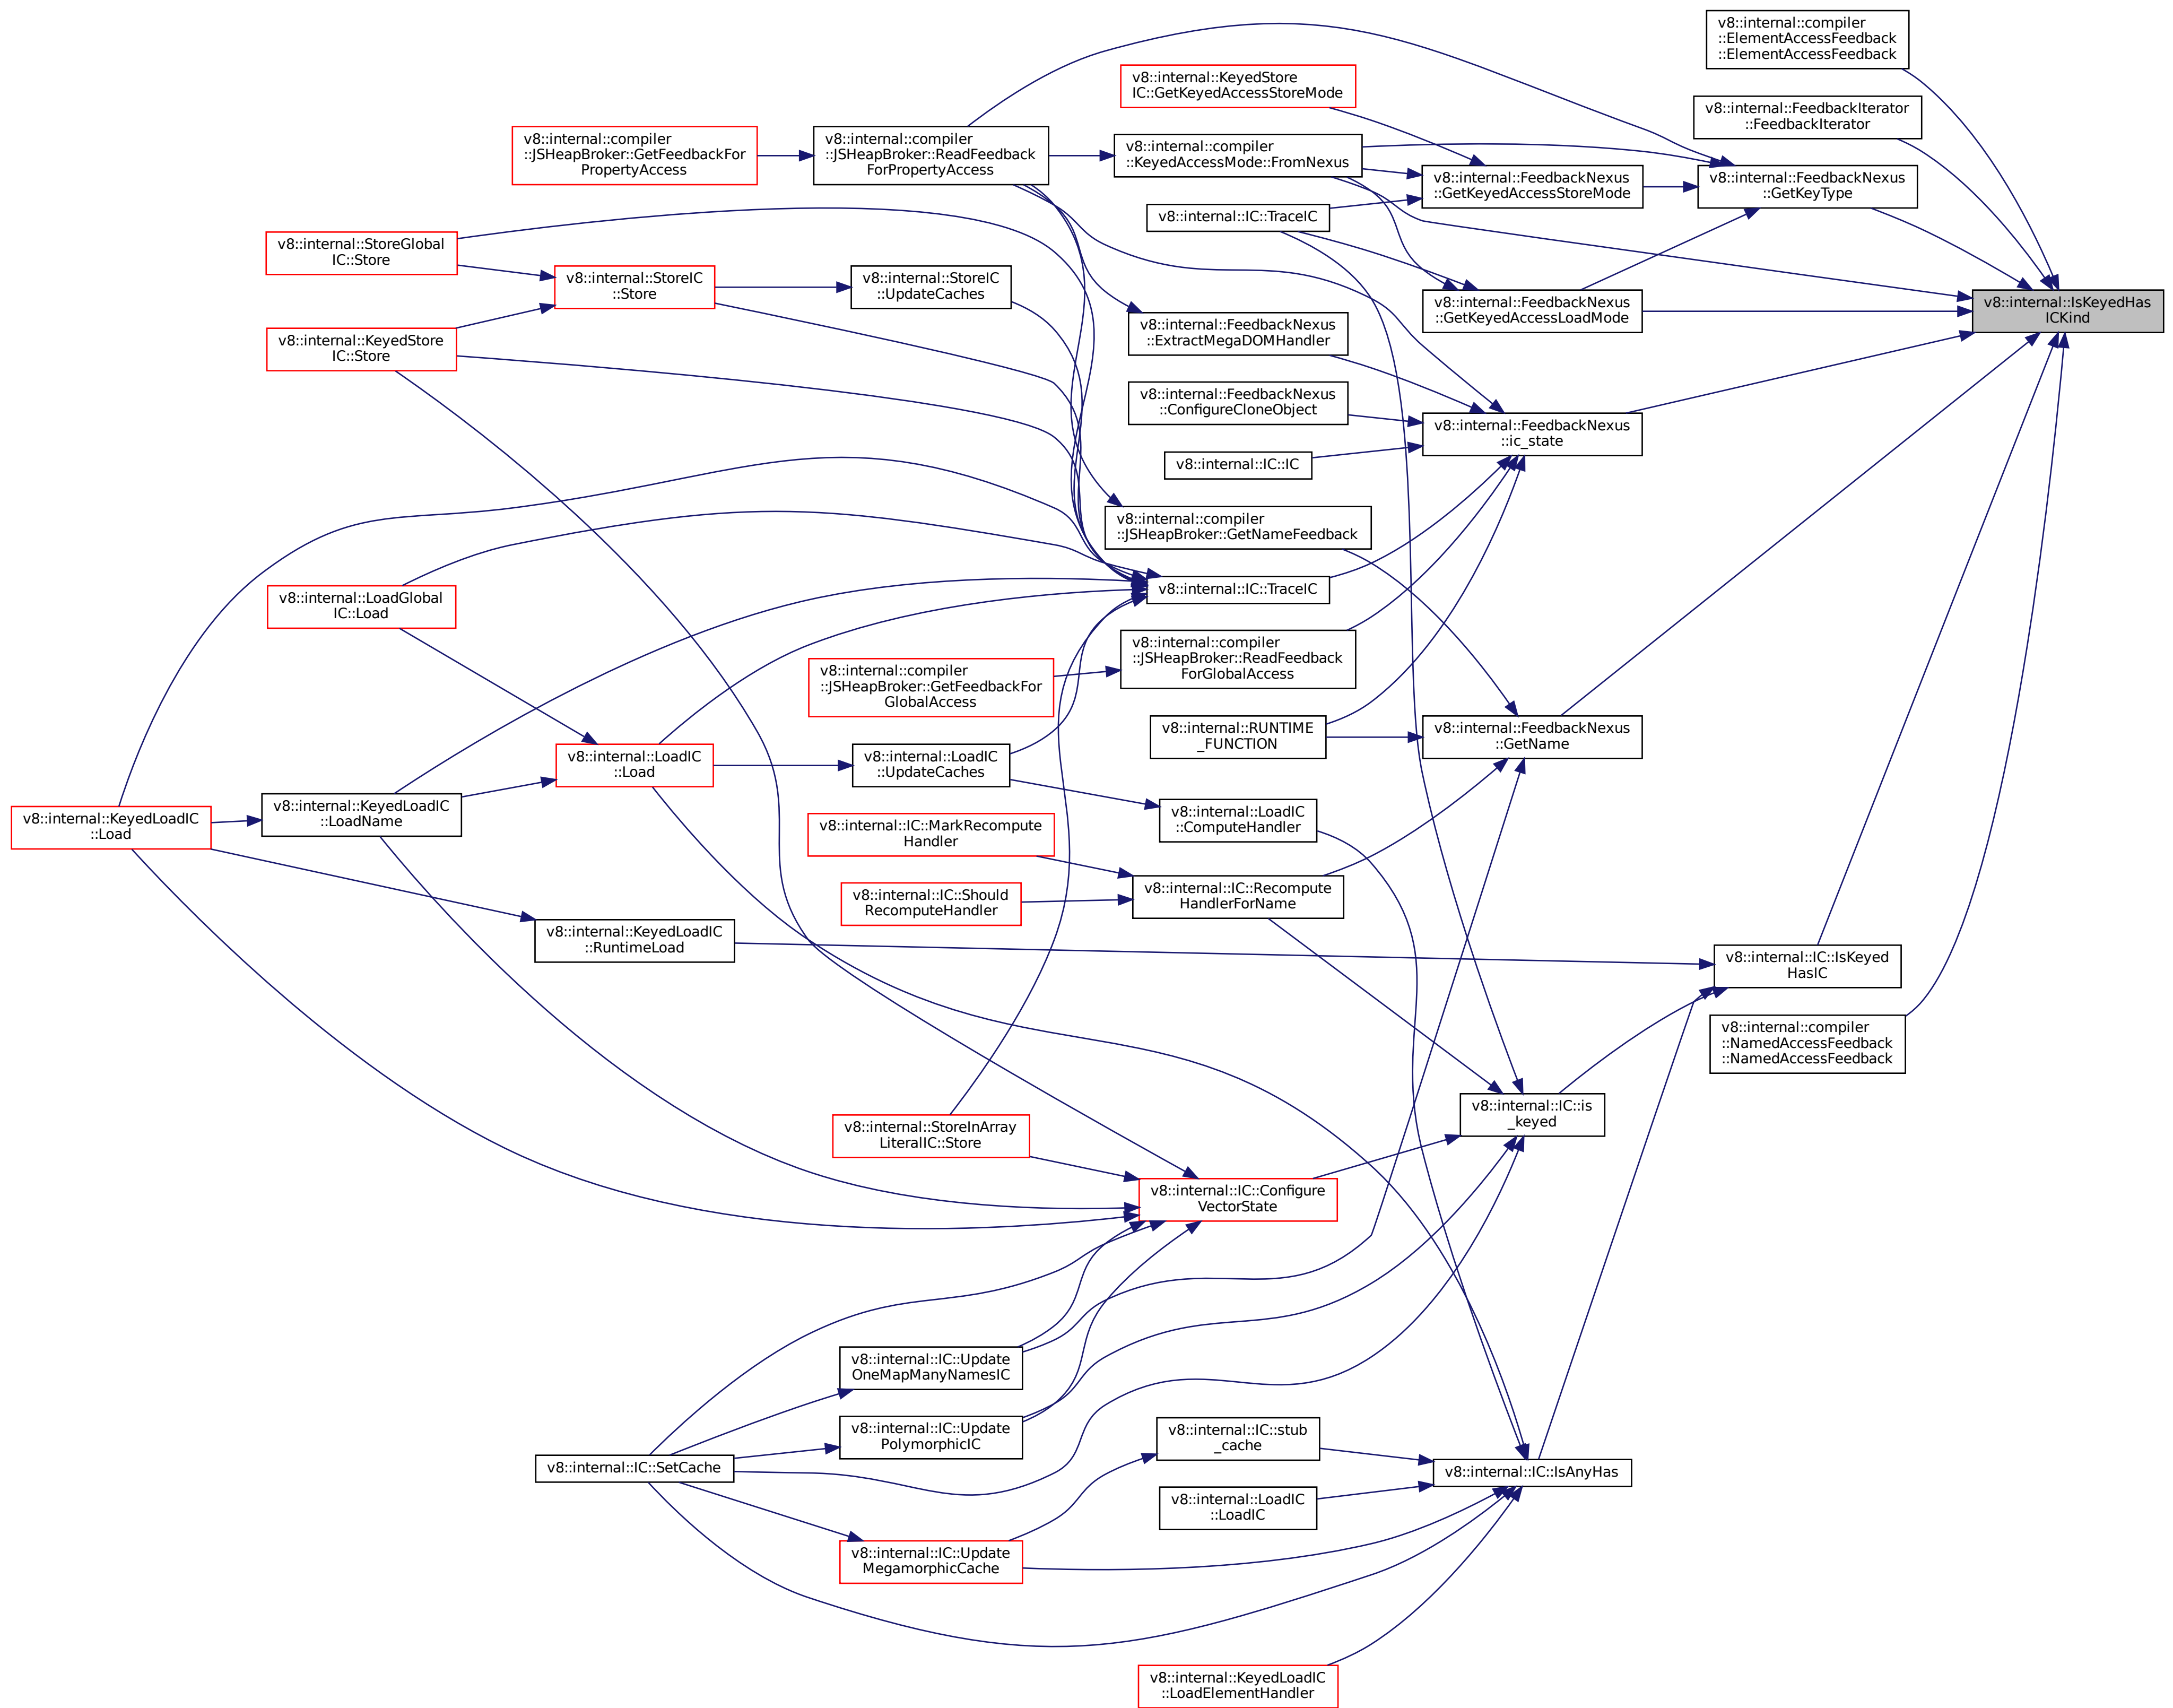 v8::internal::compiler
::ElementAccessFeedback
::ElementAccessFeedback
v8::internal::KeyedStore
IC::GetKeyedAccessStoreMode
v8::internal::FeedbackIterator
::FeedbackIterator
v8::internal::compiler
::JSHeapBroker::GetFeedbackFor
PropertyAccess
v8::internal::compiler
::JSHeapBroker::ReadFeedback
ForPropertyAccess
v8::internal::compiler
::KeyedAccessMode::FromNexus
v8::internal::FeedbackNexus
::GetKeyedAccessStoreMode
v8::internal::FeedbackNexus
::GetKeyType
v8::internal::IC::TraceIC
v8::internal::StoreGlobal
IC::Store
v8::internal::StoreIC
::Store
v8::internal::StoreIC
::UpdateCaches
v8::internal::FeedbackNexus
::GetKeyedAccessLoadMode
v8::internal::IsKeyedHas
ICKind
v8::internal::KeyedStore
IC::Store
v8::internal::FeedbackNexus
::ExtractMegaDOMHandler
v8::internal::FeedbackNexus
::ConfigureCloneObject
v8::internal::FeedbackNexus
::ic_state
v8::internal::IC::IC
v8::internal::compiler
::JSHeapBroker::GetNameFeedback
v8::internal::LoadGlobal
IC::Load
v8::internal::IC::TraceIC
v8::internal::compiler
::JSHeapBroker::GetFeedbackFor
GlobalAccess
v8::internal::compiler
::JSHeapBroker::ReadFeedback
ForGlobalAccess
v8::internal::RUNTIME
_FUNCTION
v8::internal::FeedbackNexus
::GetName
v8::internal::LoadIC
::Load
v8::internal::LoadIC
::UpdateCaches
v8::internal::KeyedLoadIC
::Load
v8::internal::KeyedLoadIC
::LoadName
v8::internal::IC::MarkRecompute
Handler
v8::internal::LoadIC
::ComputeHandler
v8::internal::IC::Should
RecomputeHandler
v8::internal::IC::Recompute
HandlerForName
v8::internal::KeyedLoadIC
::RuntimeLoad
v8::internal::IC::IsKeyed
HasIC
v8::internal::compiler
::NamedAccessFeedback
::NamedAccessFeedback
v8::internal::StoreInArray
LiteralIC::Store
v8::internal::IC::is
_keyed
v8::internal::IC::Configure
VectorState
v8::internal::IC::Update
OneMapManyNamesIC
v8::internal::IC::Update
PolymorphicIC
v8::internal::IC::stub
_cache
v8::internal::IC::SetCache
v8::internal::IC::IsAnyHas
v8::internal::LoadIC
::LoadIC
v8::internal::IC::Update
MegamorphicCache
v8::internal::KeyedLoadIC
::LoadElementHandler